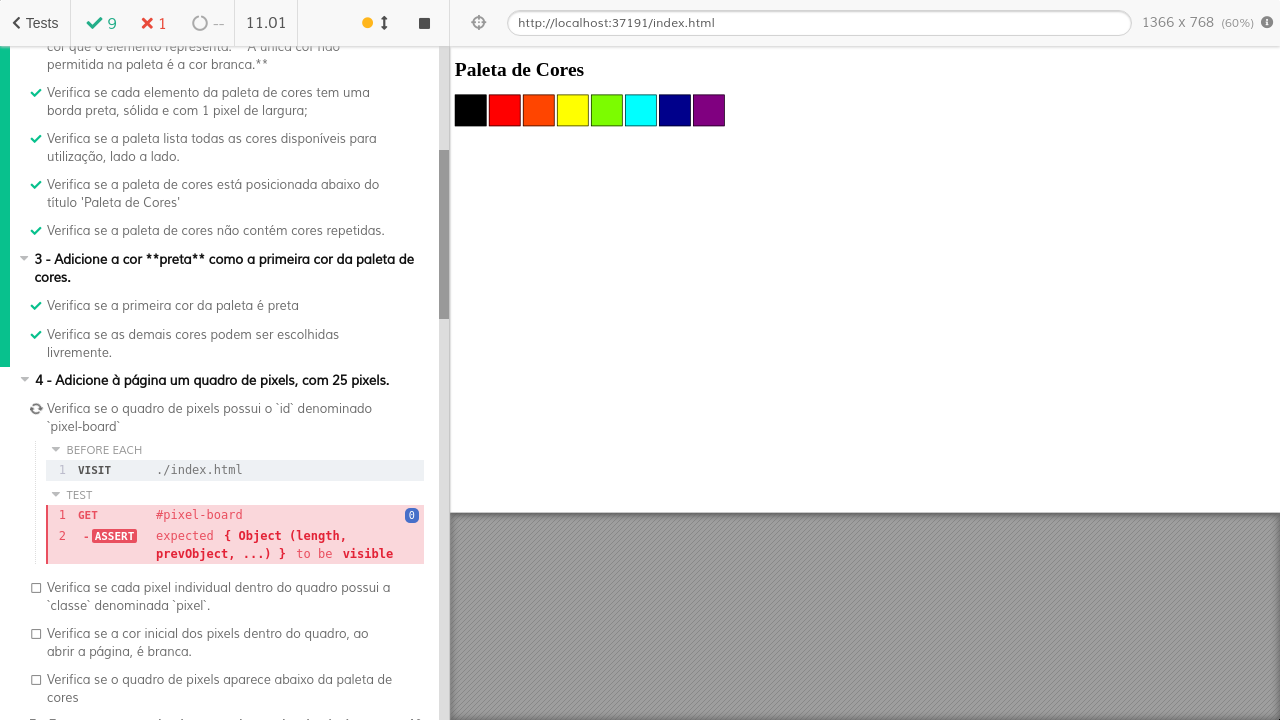 Tests
9
1
--
11.01
http://localhost:37191/index.html
1366 x 768 (60%)
cor que o elemento representa. **A única cor não
permitida na paleta é a cor branca.**
Verifica se cada elemento da paleta de cores tem uma
borda preta, sólida e com 1 pixel de largura;
Verifica se a paleta lista todas as cores disponíveis para
utilização, lado a lado.
Verifica se a paleta de cores está posicionada abaixo do
título 'Paleta de Cores'
Verifica se a paleta de cores não contém cores repetidas.
3 - Adicione a cor **preta** como a primeira cor da paleta de
cores.
Verifica se a primeira cor da paleta é preta
Verifica se as demais cores podem ser escolhidas
livremente.
4 - Adicione à página um quadro de pixels, com 25 pixels.
Verifica se o quadro de pixels possui o `id` denominado
`pixel-board`
BEFORE EACH
1 VISIT ./index.html
TEST
1 GET #pixel-board 0
2 -ASSERT expected { Object (length,
prevObject, ...) } to be visible
Verifica se cada pixel individual dentro do quadro possui a
`classe` denominada `pixel`.
Verifica se a cor inicial dos pixels dentro do quadro, ao
abrir a página, é branca.
Verifica se o quadro de pixels aparece abaixo da paleta de
cores
Paleta de Cores